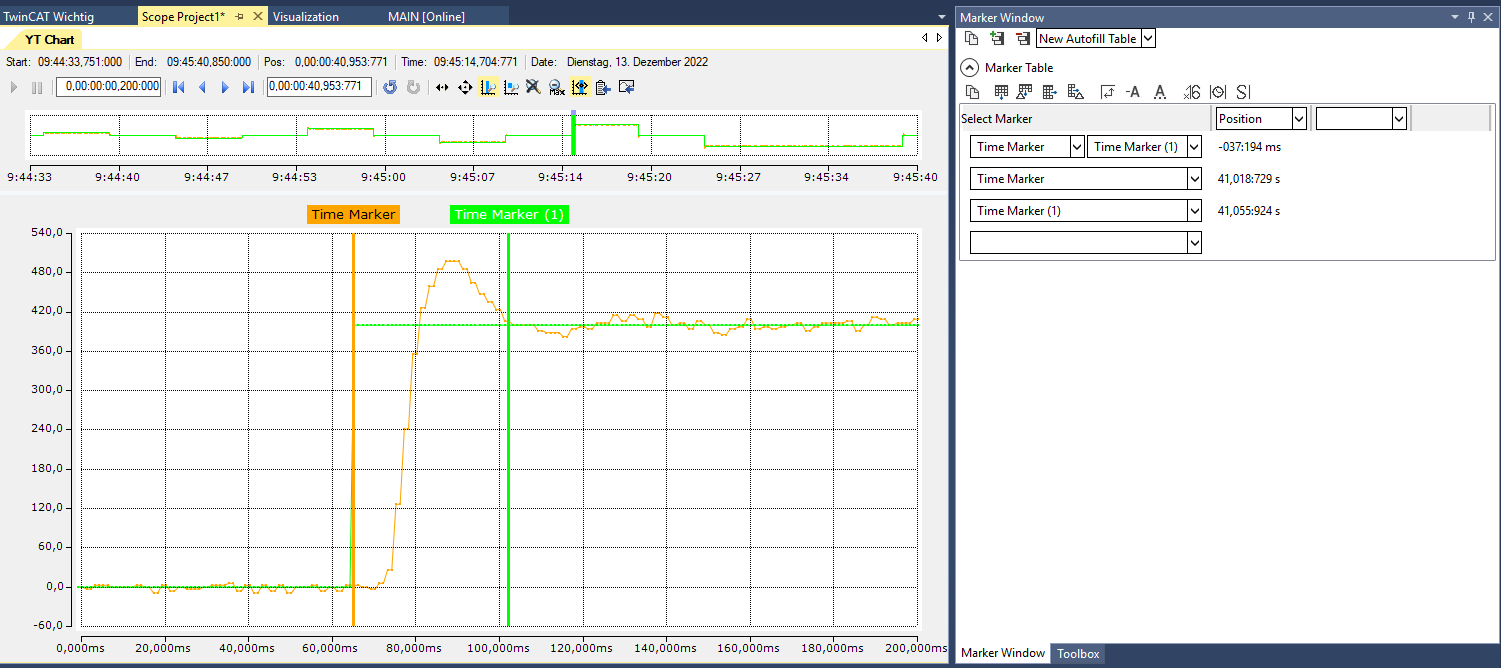 TwinCAT Wichtig
Scope Project1*
Visualization
MAIN [Online]
YT Chart
Start: 09:44:33,751:000 End: 09:45:40,850:000 Pos: 0,00:00:40,953:771 Time: 09:45:14,704:771 Date: Dienstag, 13. Dezember 2022
0,00:00:00,200:000
0,00:00:40,953:771
Max
9:44:33 9:44:40 9:44:47 9:44:53 9:45:00 9:45:07 9:45:14 9:45:20 9:45:27 9:45:34 9:45:40
Time Marker
Time Marker (1)
540,0
480,0
420,0
360,0
300,0
240,0
180,0
120,0
60,0
0,0
-60,0
0,000ms 20,000ms 40,000ms 60,000ms 80,000ms 100,000ms 120,000ms 140,000ms 160,000ms 180,000ms 200,000ms
Marker Window
New Autofill Table
Marker Table
Select Marker
Position
Time Marker Time Marker (1) -037:194 ms
Time Marker 41,018:729 s
Time Marker (1) 41,055:924 s
Marker Window
Toolbox